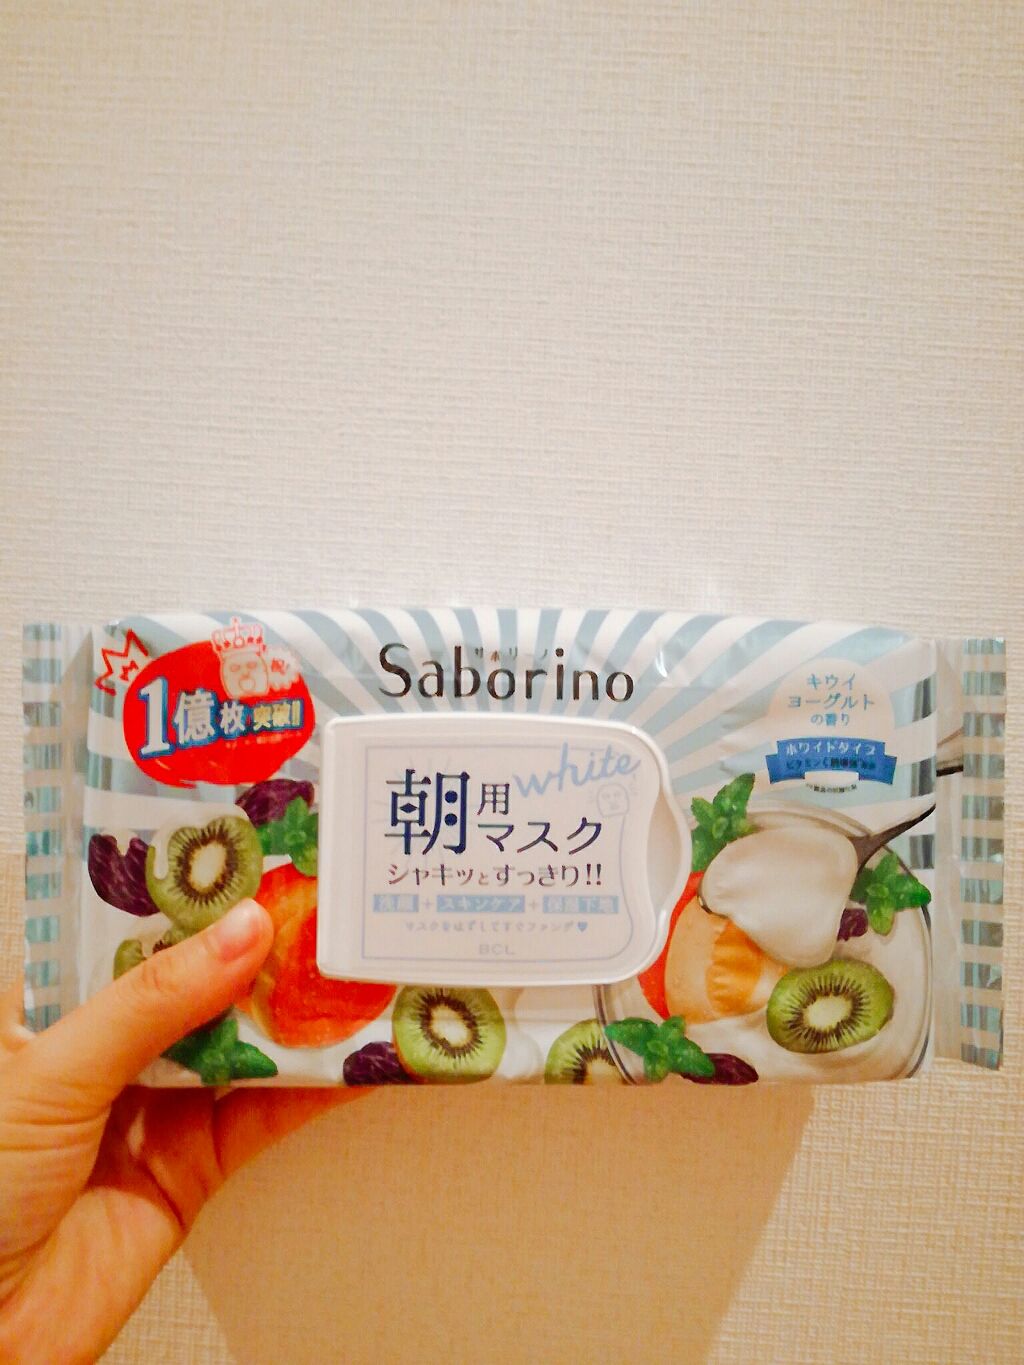 サボリーノ
Saborino
祝
1億枚突破!!
キウイ
ヨーグルト
の香り
ホワイトタイプ
white
朝用
マスク
シャキッとすっきり!!
洗顔+スキンケア+保湿下地
マスクをはずしてすぐファンデ♥
BCL